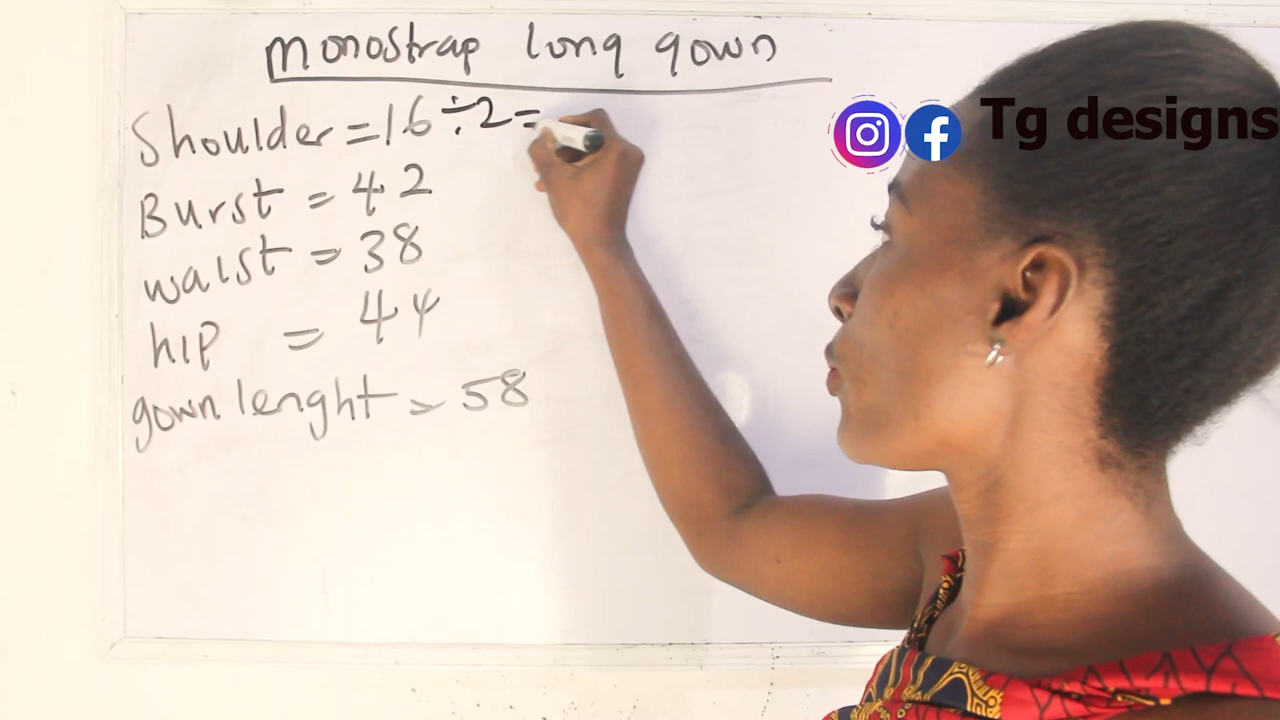 monostrap long gown
Shoulder = 16 ÷ 2 =
Burst = 42
waist = 38
hip = 44
gown lenght = 58
Tg designs